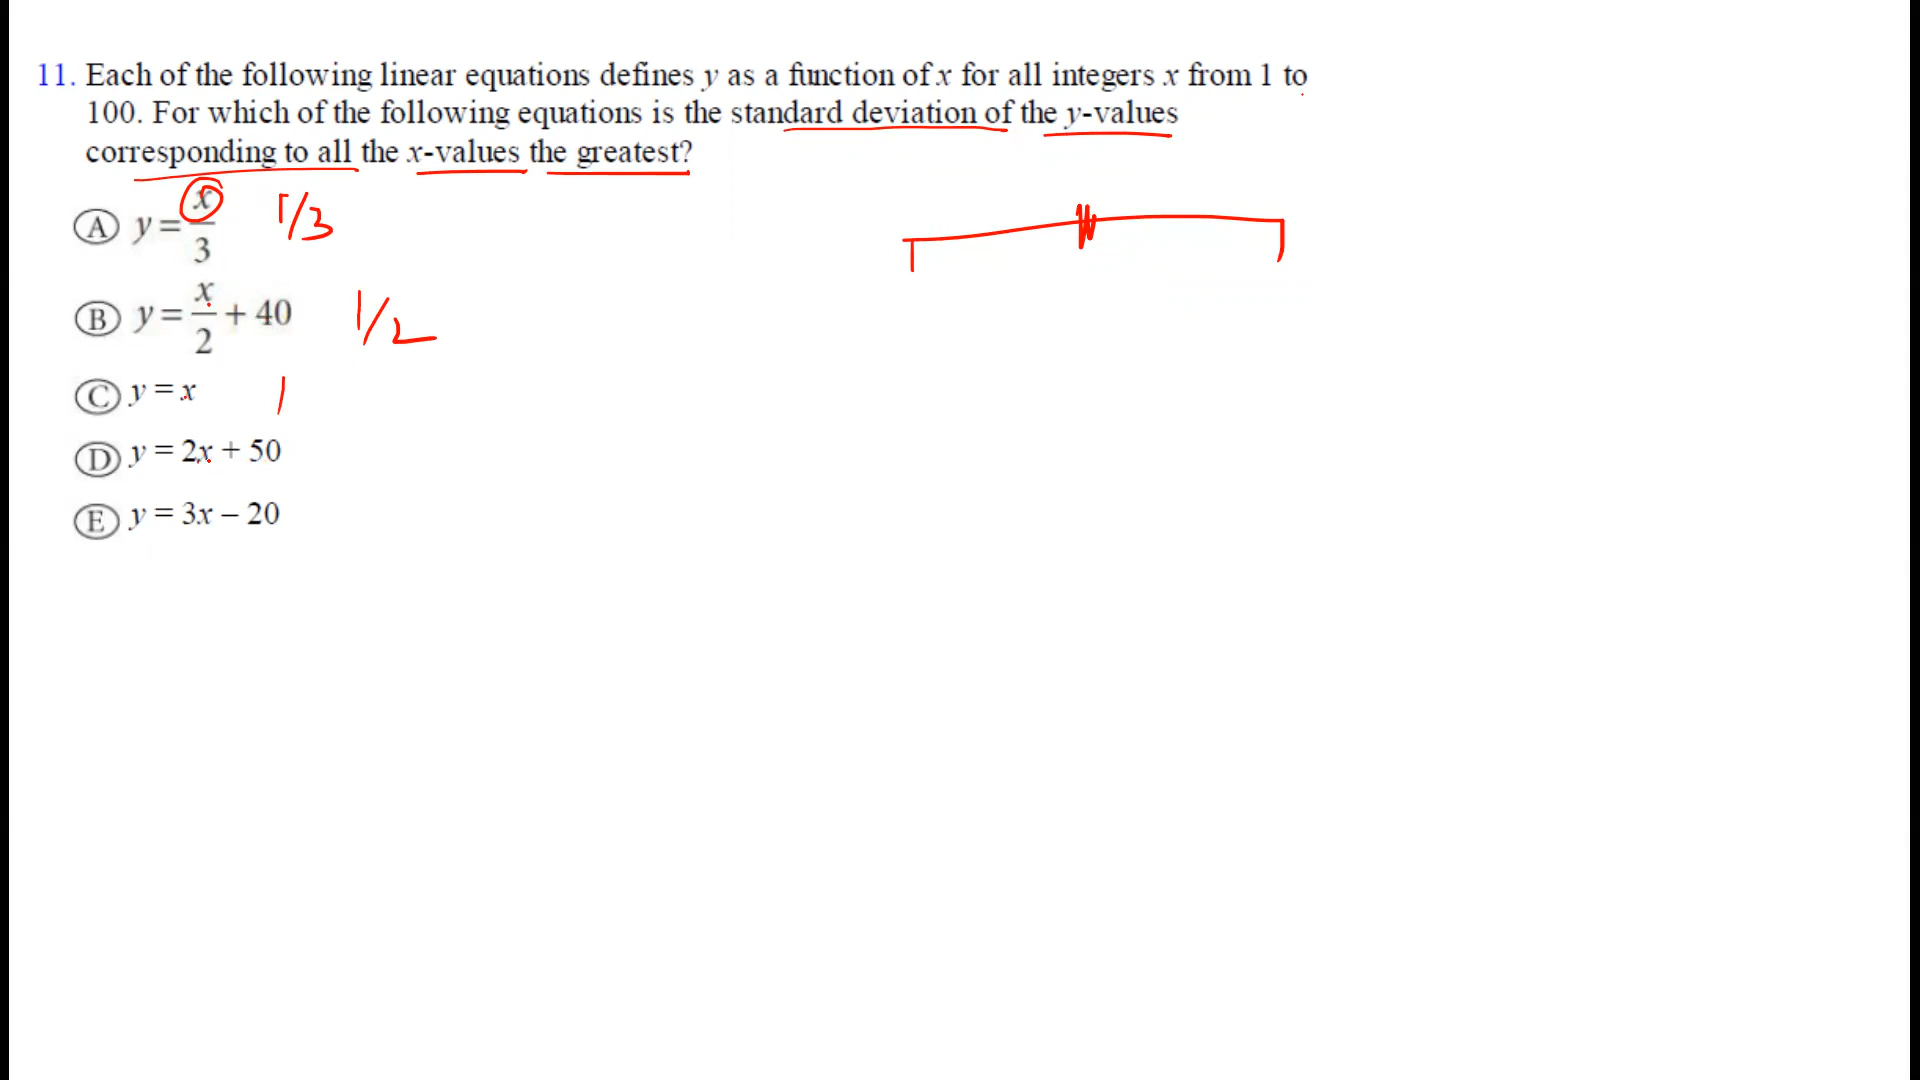 11. Each of the following linear equations defines y as a function of x for all integers x from 1 to
100. For which of the following equations is the standard deviation of the y-values
corresponding to all the x-values the greatest?
A y = x/3 1/3
B y = x/2 + 40 1/2
C y = x 1
D y = 2x + 50
E y = 3x – 20